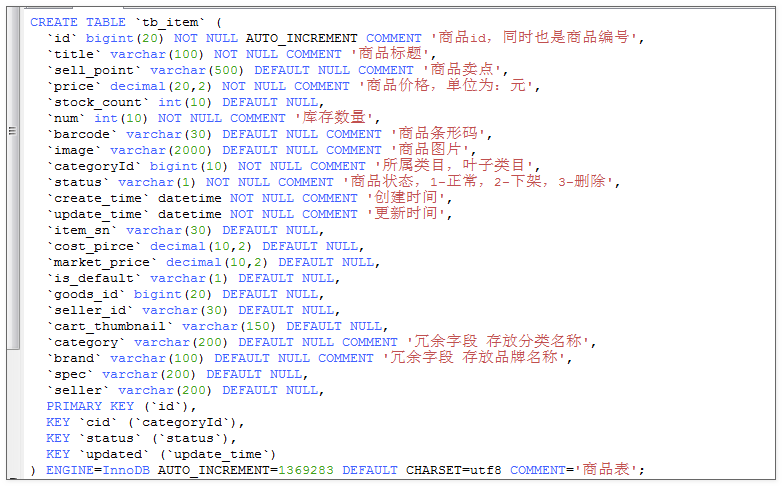 CREATE TABLE `tb_item` (
  `id` bigint(20) NOT NULL AUTO_INCREMENT COMMENT '商品id，同时也是商品编号',
  `title` varchar(100) NOT NULL COMMENT '商品标题',
  `sell_point` varchar(500) DEFAULT NULL COMMENT '商品卖点',
  `price` decimal(20,2) NOT NULL COMMENT '商品价格，单位为：元',
  `stock_count` int(10) DEFAULT NULL,
  `num` int(10) NOT NULL COMMENT '库存数量',
  `barcode` varchar(30) DEFAULT NULL COMMENT '商品条形码',
  `image` varchar(2000) DEFAULT NULL COMMENT '商品图片',
  `categoryId` bigint(10) NOT NULL COMMENT '所属类目，叶子类目',
  `status` varchar(1) NOT NULL COMMENT '商品状态，1-正常，2-下架，3-删除',
  `create_time` datetime NOT NULL COMMENT '创建时间',
  `update_time` datetime NOT NULL COMMENT '更新时间',
  `item_sn` varchar(30) DEFAULT NULL,
  `cost_pirce` decimal(10,2) DEFAULT NULL,
  `market_price` decimal(10,2) DEFAULT NULL,
  `is_default` varchar(1) DEFAULT NULL,
  `goods_id` bigint(20) DEFAULT NULL,
  `seller_id` varchar(30) DEFAULT NULL,
  `cart_thumbnail` varchar(150) DEFAULT NULL,
  `category` varchar(200) DEFAULT NULL COMMENT '冗余字段 存放分类名称',
  `brand` varchar(100) DEFAULT NULL COMMENT '冗余字段 存放品牌名称',
  `spec` varchar(200) DEFAULT NULL,
  `seller` varchar(200) DEFAULT NULL,
  PRIMARY KEY (`id`),
  KEY `cid` (`categoryId`),
  KEY `status` (`status`),
  KEY `updated` (`update_time`)
) ENGINE=InnoDB AUTO_INCREMENT=1369283 DEFAULT CHARSET=utf8 COMMENT='商品表';